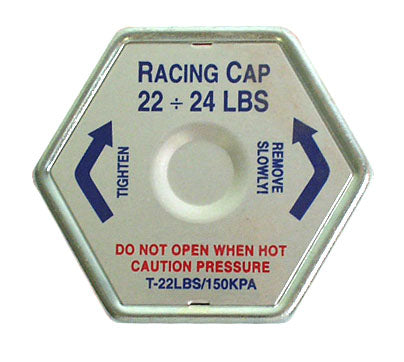 RACING CAP
22 ÷ 24 LBS
TIGHTEN
REMOVE
SLOWLY!
DO NOT OPEN WHEN HOT
CAUTION PRESSURE
T-22LBS/150KPA